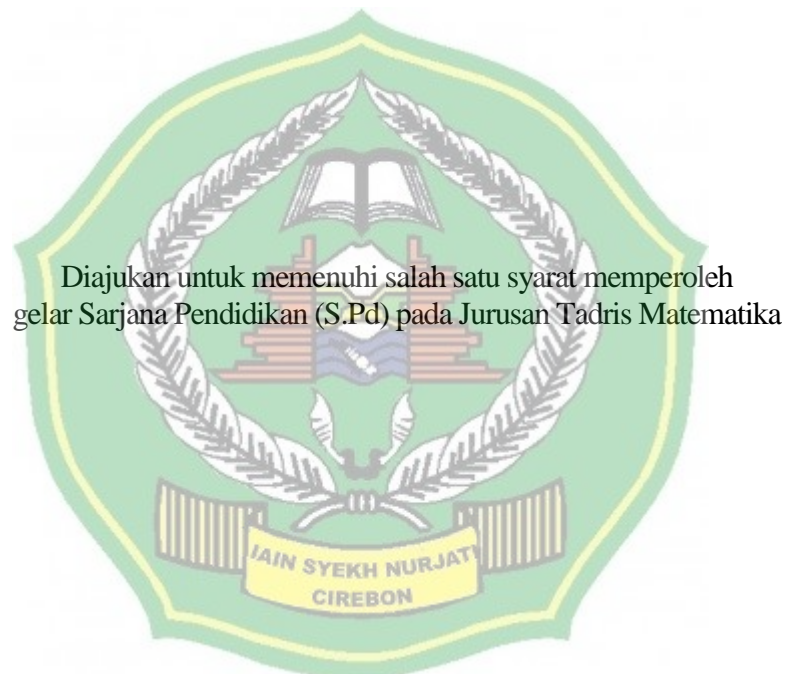 Diajukan untuk memenuhi salah satu syarat memperoleh
gelar Sarjana Pendidikan (S.Pd) pada Jurusan Tadris Matematika
IAIN SYEKH NURJATI
CIREBON